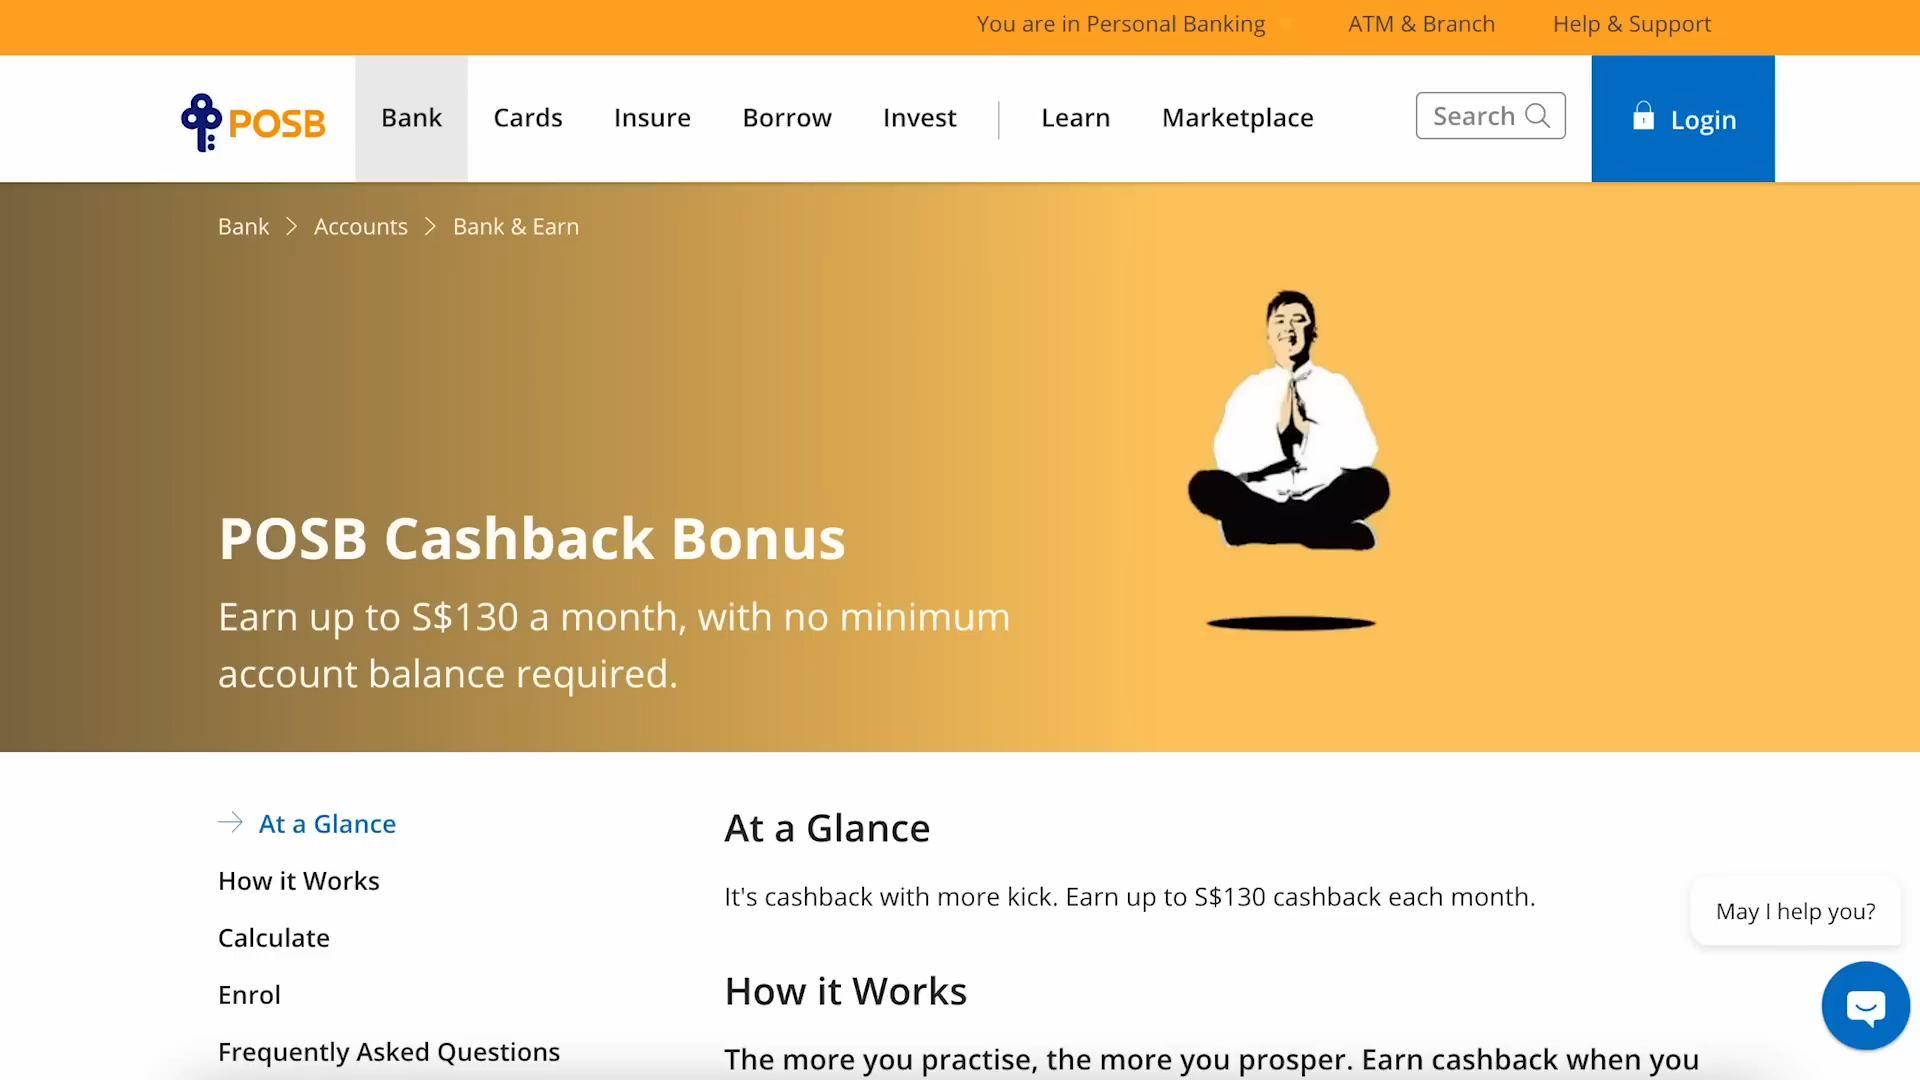 You are in Personal Banking
ATM & Branch
Help & Support
POSB
Bank
Cards
Insure
Borrow
Invest
Learn
Marketplace
Search
Login
Bank
Accounts
Bank & Earn
POSB Cashback Bonus
Earn up to S$130 a month, with no minimum
account balance required.
At a Glance
How it Works
Calculate
Enrol
Frequently Asked Questions
At a Glance
It's cashback with more kick. Earn up to S$130 cashback each month.
How it Works
The more you practise, the more you prosper. Earn cashback when you
May I help you?